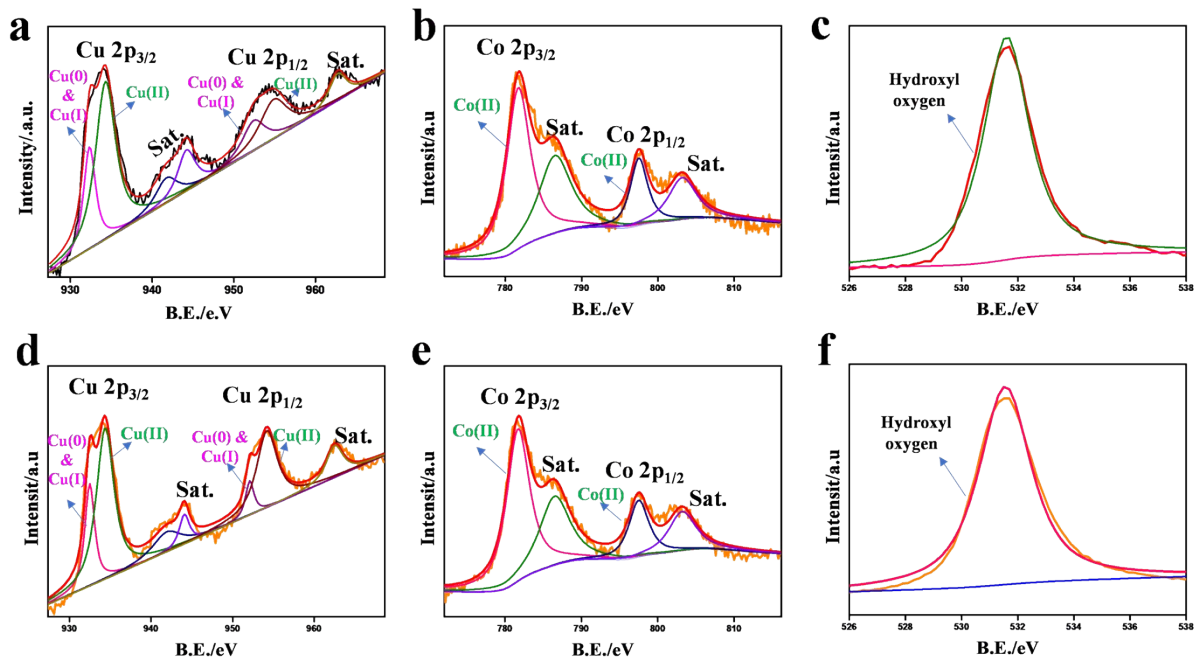 a
Cu 2p3/2
Cu(0)
&
Cu(I)
Cu(II)
Sat.
Cu 2p1/2
Cu(0) &
Cu(I)
Cu(II)
Sat.
Intensity/.a.u
930 940 950 960
B.E./e.V
b
Co 2p3/2
Co(II)
Sat.
Co 2p1/2
Co(II)
Sat.
Intensit/a.u
780 790 800 810
B.E./eV
c
Hydroxyl
oxygen
Intensit/a.u
526 528 530 532 534 536 538
B.E./eV
d
Cu 2p3/2
Cu(0)
&
Cu(I)
Cu(II)
Sat.
Cu 2p1/2
Cu(0) &
Cu(I)
Cu(II)
Sat.
Intensit/a.u
930 940 950 960
B.E./eV
e
Co 2p3/2
Co(II)
Sat.
Co 2p1/2
Co(II)
Sat.
Intensit/a.u
780 790 800 810
B.E./eV
f
Hydroxyl
oxygen
Intensit/a.u
526 528 530 532 534 536 538
B.E./eV